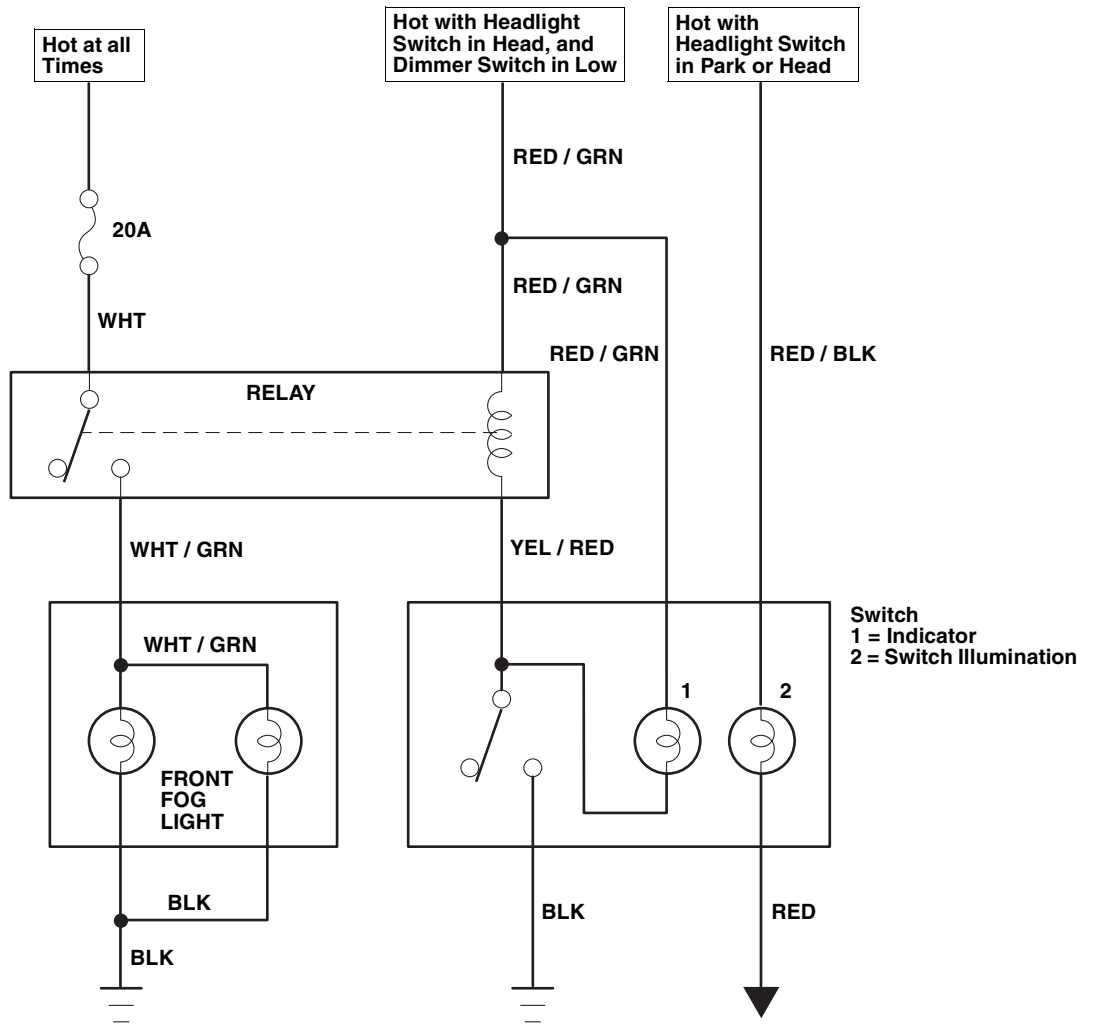 Hot at all
Times
Hot with Headlight
Switch in Head, and
Dimmer Switch in Low
Hot with
Headlight Switch
in Park or Head
RED / GRN
20A
RED / GRN
WHT
RED / GRN
RED / BLK
RELAY
WHT / GRN
YEL / RED
Switch
1 = Indicator
2 = Switch Illumination
WHT / GRN
1
2
FRONT
FOG
LIGHT
BLK
BLK
RED
BLK